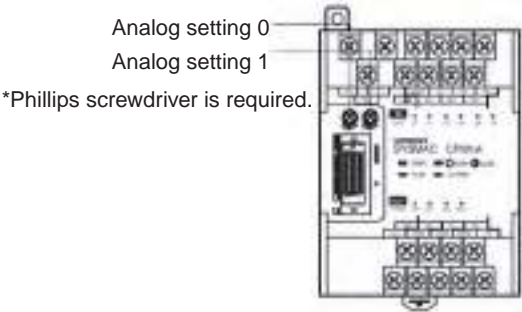 Analog setting 0
Analog setting 1
*Phillips screwdriver is required.
SYSMAC CPM1A